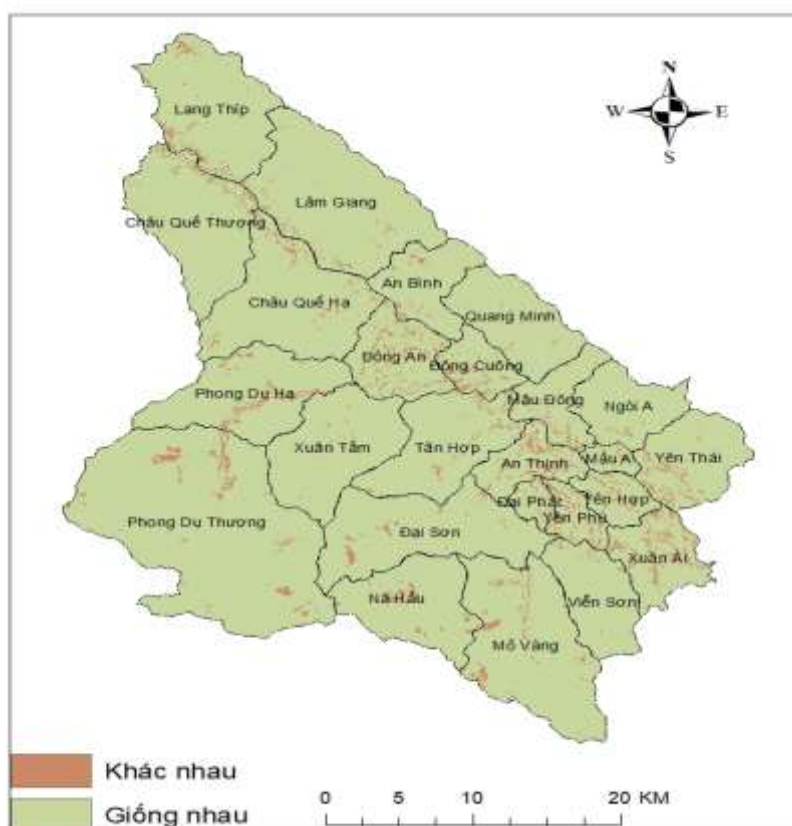 N
W E
S
Lang Thíp
Lâm Giang
Châu Quế Thương
An Bình
Châu Quế Hạ
Quang Minh
Đông An
Đông Cuông
Phong Dụ Hạ
Mậu Đông
Ngòi A
Xuân Tầm
Tân Hợp
An Thịnh
Mậu A
Yên Thái
Đại Phát
Yên Hợp
Phong Dụ Thương
Đại Sơn
Yên Phú
Xuân Ái
Nà Hẩu
Viễn Sơn
Mỏ Vàng
Khác nhau
Giống nhau
0 5 10 20 KM